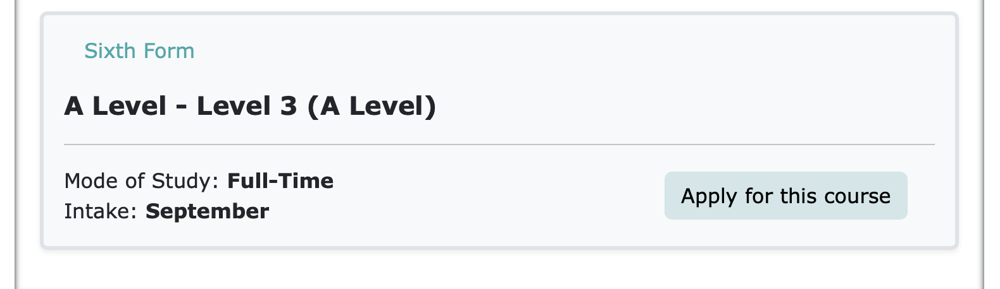 Sixth Form
A Level - Level 3 (A Level)
Mode of Study: Full-Time
Intake: September
Apply for this course